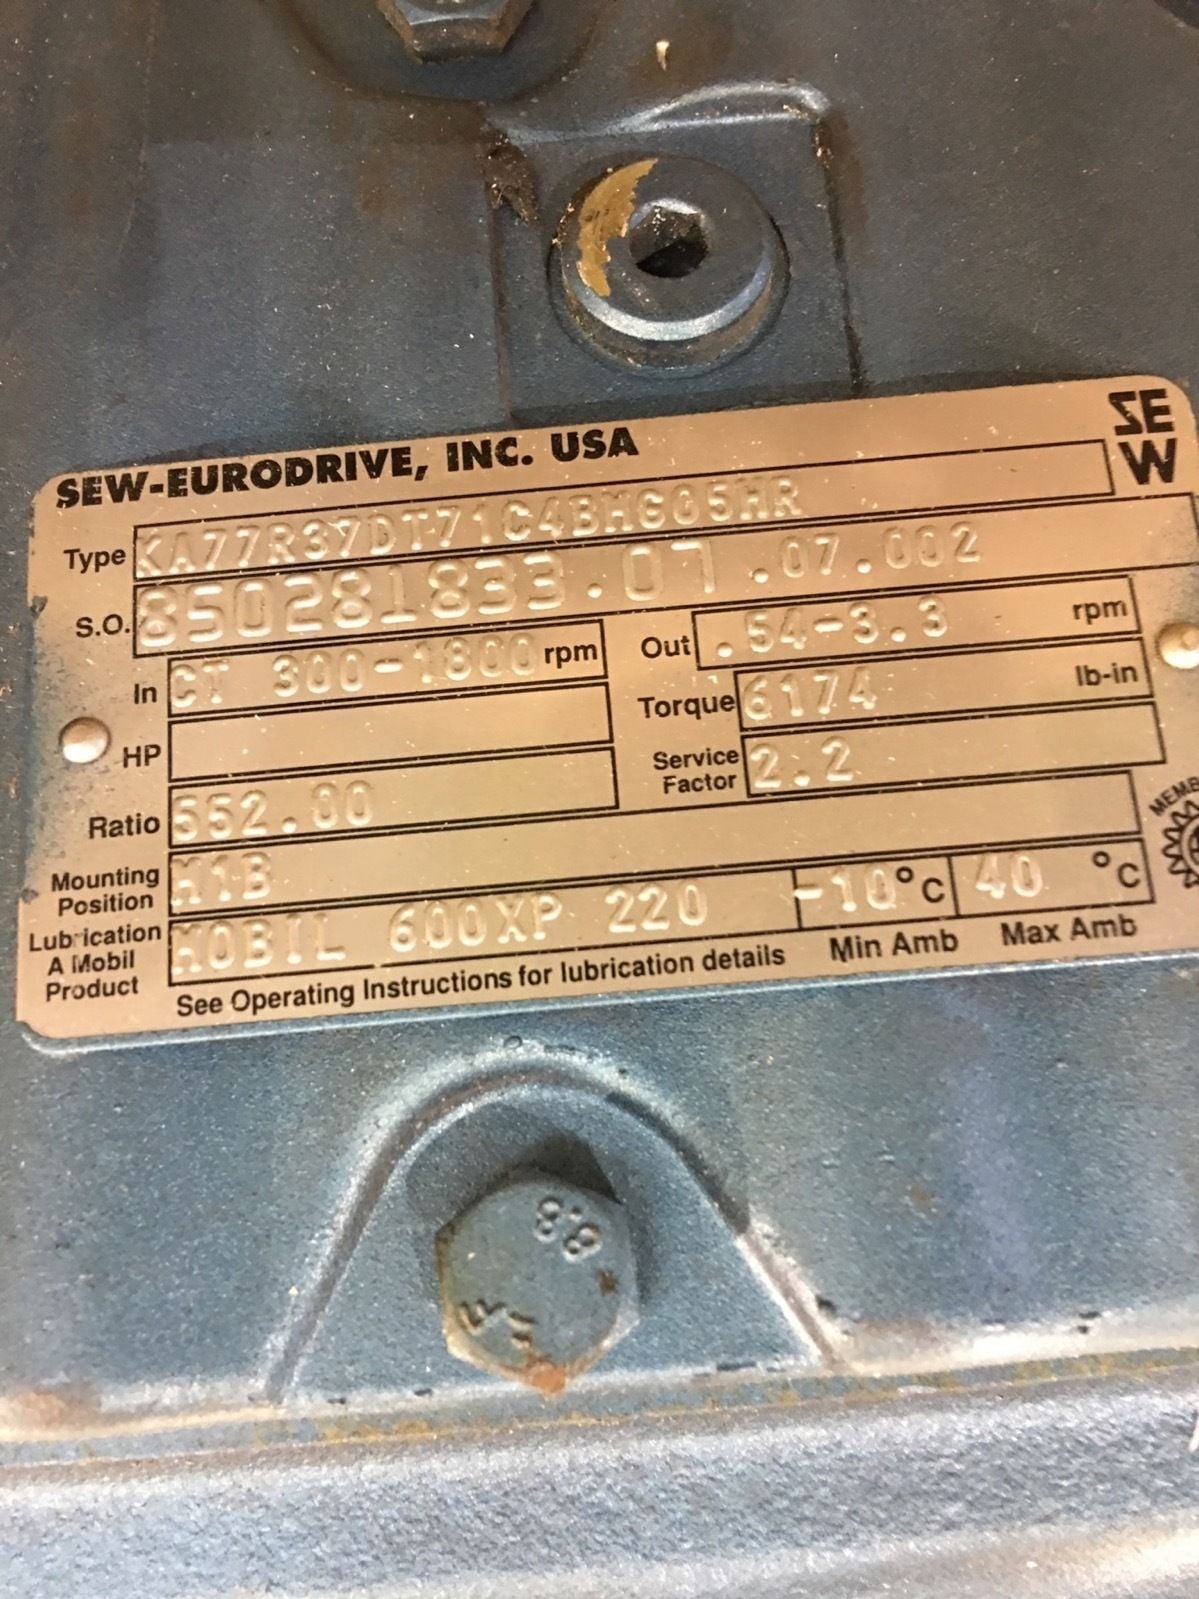 SEW-EURODRIVE, INC. USA
SE
W
Type KA77R37DT71C4BMG05HR
S.O. 850281833.07.07.002
In CT 300-1800 rpm Out .54-3.3 rpm
HP Torque 6174 lb-in
Ratio 552.00 Service Factor 2.2
Mounting Position M1B
Lubrication A Mobil Product MOBIL 600XP 220 -10°C 40 °C
See Operating Instructions for lubrication details Min Amb Max Amb
8.8